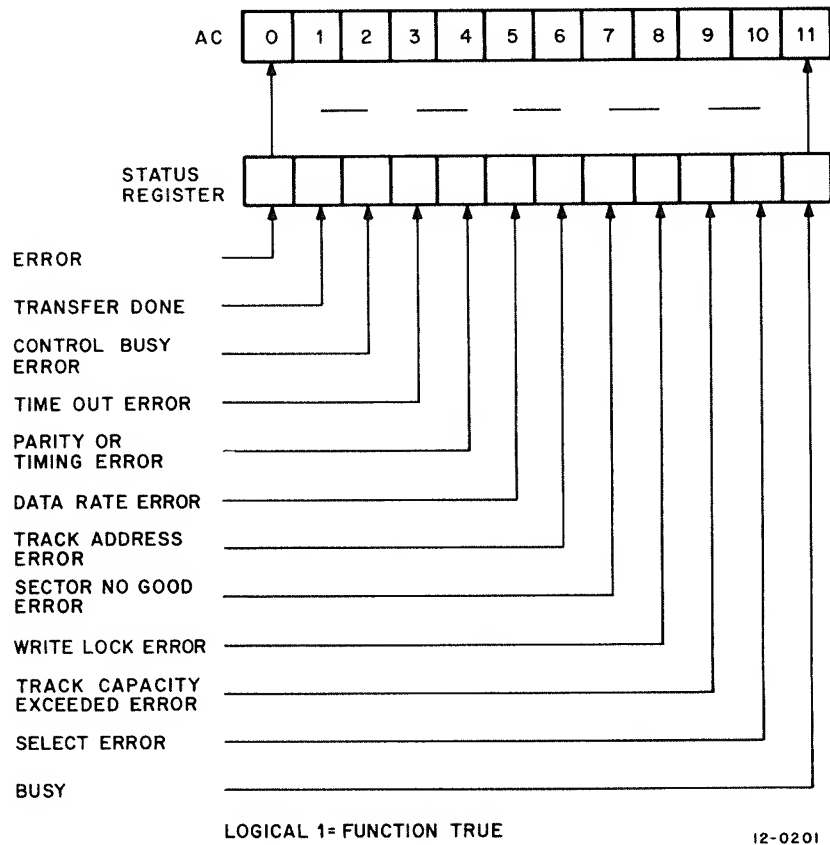 AC 0 1 2 3 4 5 6 7 8 9 10 11
STATUS
REGISTER
ERROR
TRANSFER DONE
CONTROL BUSY
ERROR
TIME OUT ERROR
PARITY OR
TIMING ERROR
DATA RATE ERROR
TRACK ADDRESS
ERROR
SECTOR NO GOOD
ERROR
WRITE LOCK ERROR
TRACK CAPACITY
EXCEEDED ERROR
SELECT ERROR
BUSY
LOGICAL 1= FUNCTION TRUE
12-0201